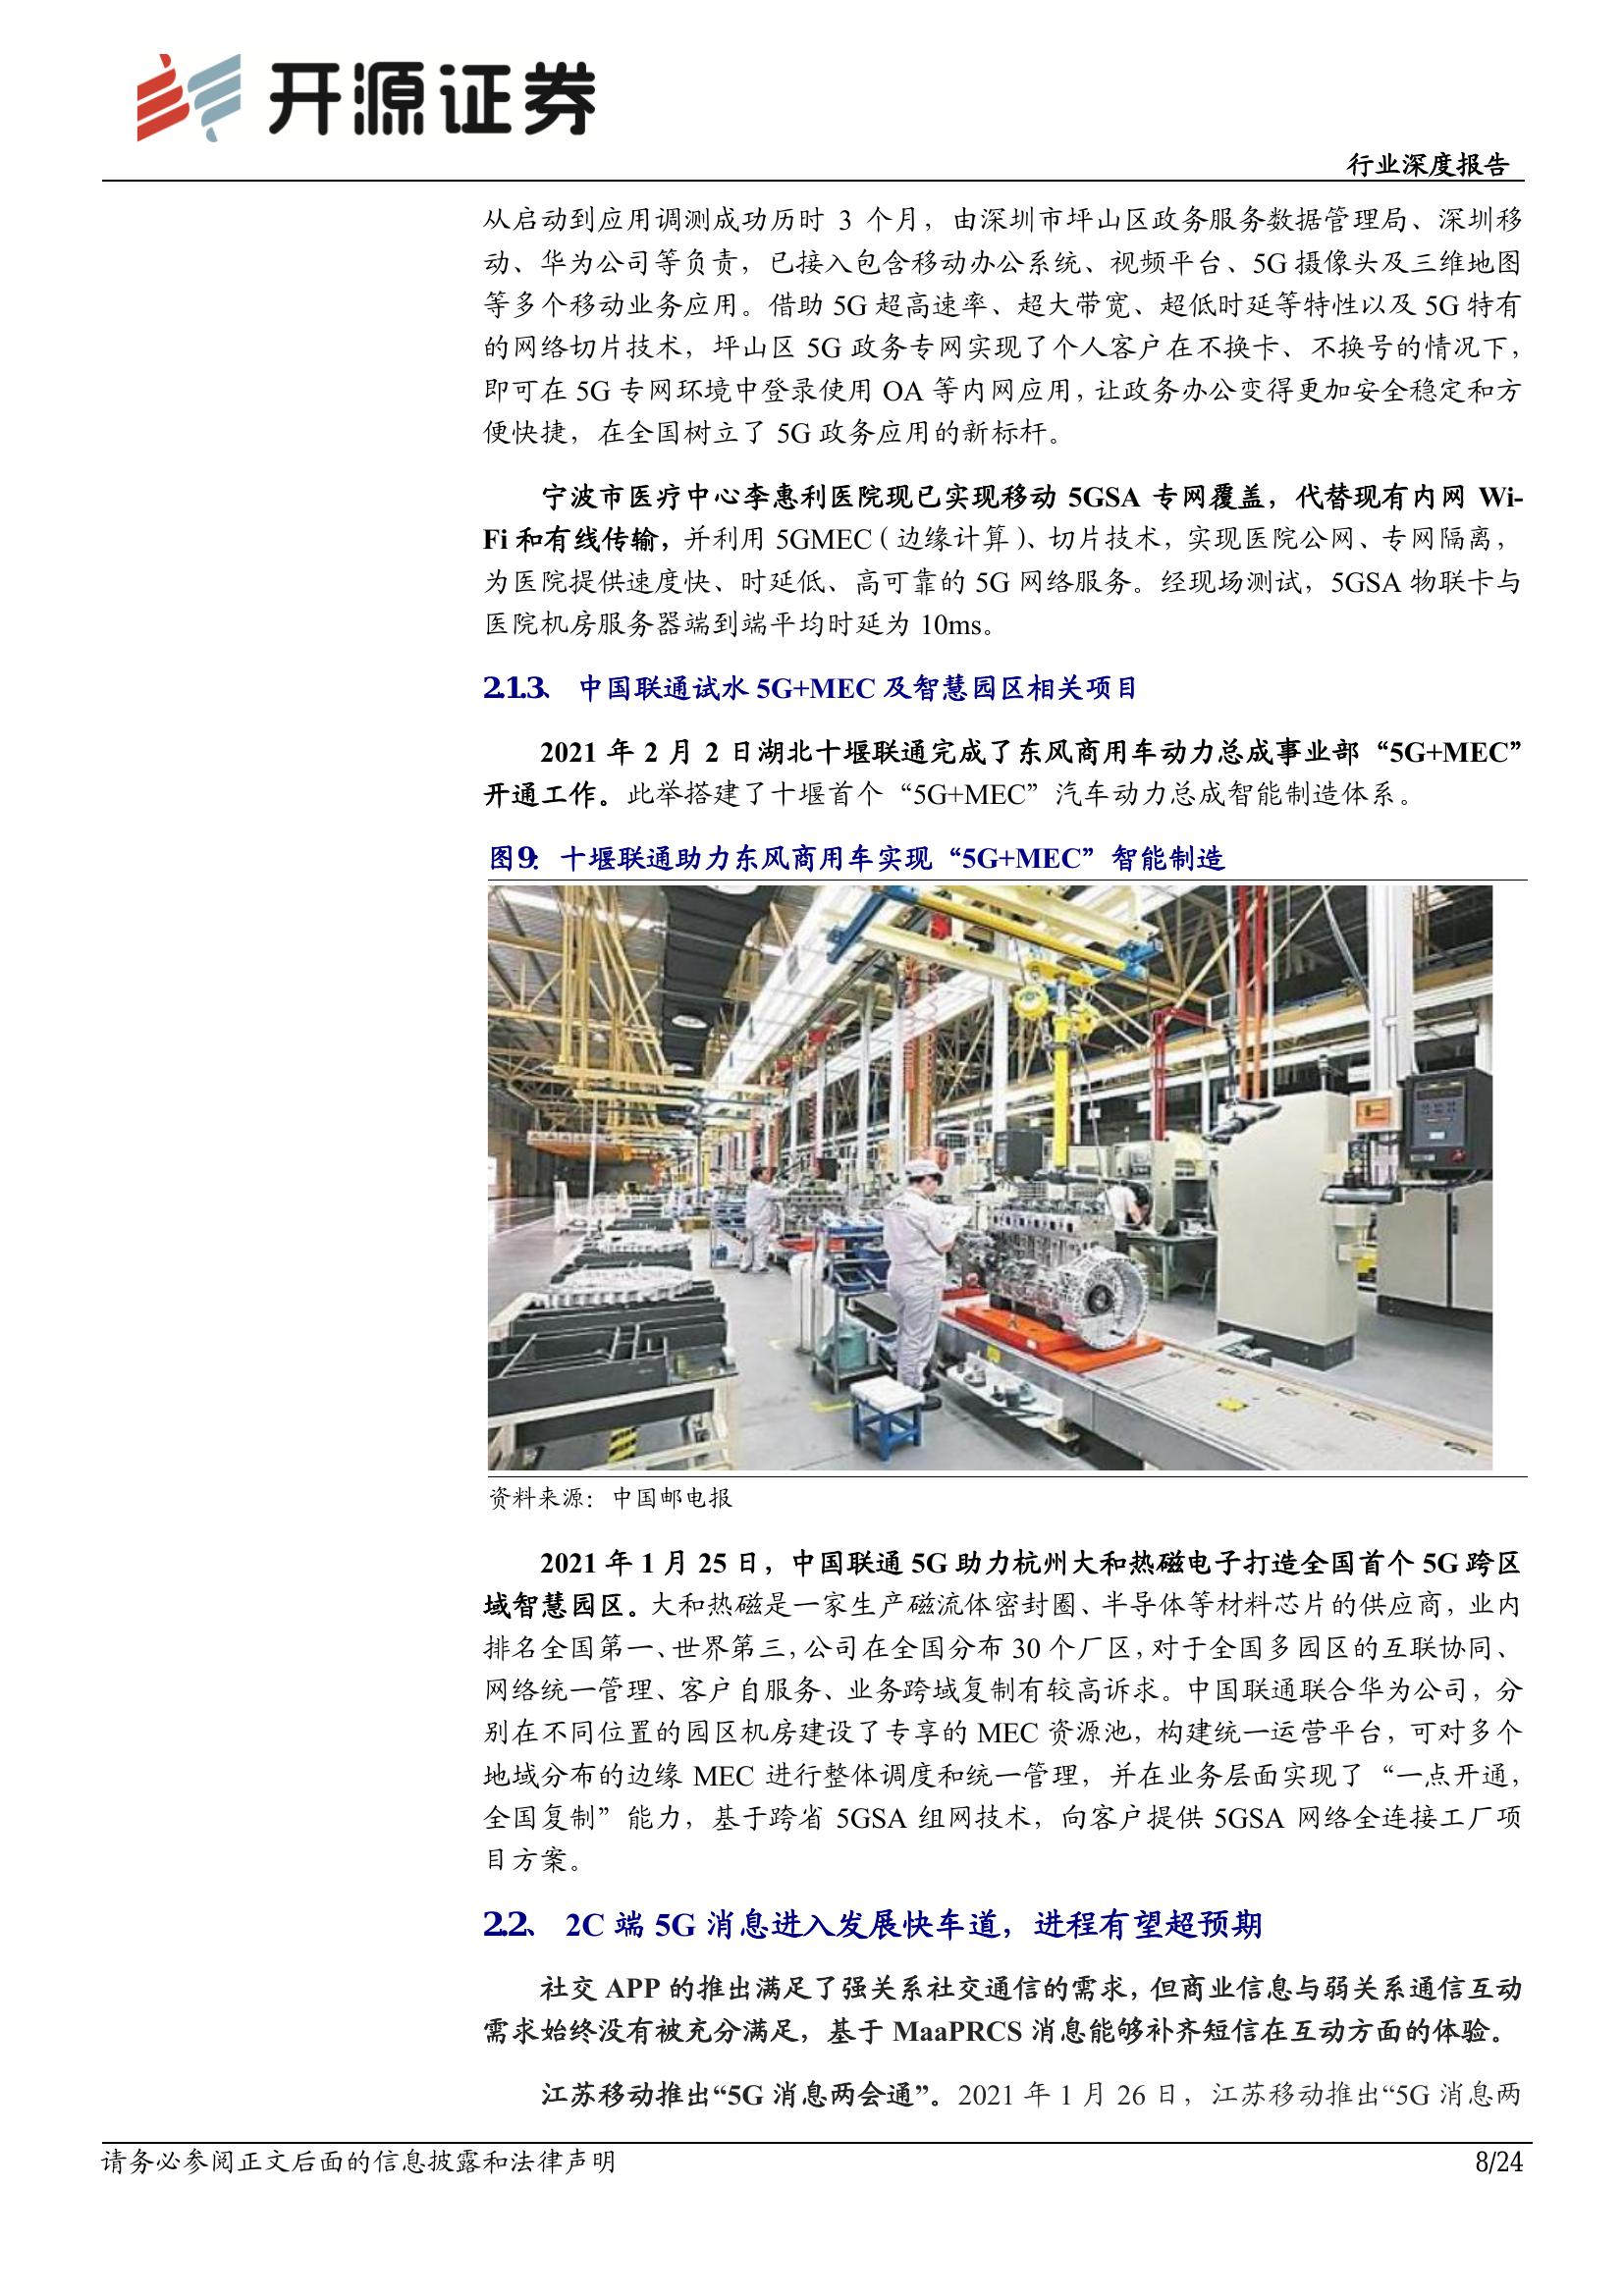 开源证券
行业深度报告
从启动到应用调测成功历时 3 个月，由深圳市坪山区政务服务数据管理局、深圳移
动、华为公司等负责，已接入包含移动办公系统、视频平台、5G 摄像头及三维地图
等多个移动业务应用。借助 5G 超高速率、超大带宽、超低时延等特性以及 5G 特有
的网络切片技术，坪山区 5G 政务专网实现了个人客户在不换卡、不换号的情况下，
即可在 5G 专网环境中登录使用 OA 等内网应用，让政务办公变得更加安全稳定和方
便快捷，在全国树立了 5G 政务应用的新标杆。
宁波市医疗中心李惠利医院现已实现移动 5GSA 专网覆盖，代替现有内网 Wi-
Fi 和有线传输，并利用 5GMEC（边缘计算）、切片技术，实现医院公网、专网隔离，
为医院提供速度快、时延低、高可靠的 5G 网络服务。经现场测试，5GSA 物联卡与
医院机房服务器端到端平均时延为 10ms。
2.1.3、 中国联通试水 5G+MEC 及智慧园区相关项目
2021 年 2 月 2 日湖北十堰联通完成了东风商用车动力总成事业部“5G+MEC”
开通工作。此举搭建了十堰首个“5G+MEC”汽车动力总成智能制造体系。
图9：十堰联通助力东风商用车实现“5G+MEC”智能制造
资料来源：中国邮电报
2021 年 1 月 25 日，中国联通 5G 助力杭州大和热磁电子打造全国首个 5G 跨区
域智慧园区。大和热磁是一家生产磁流体密封圈、半导体等材料芯片的供应商，业内
排名全国第一、世界第三，公司在全国分布 30 个厂区，对于全国多园区的互联协同、
网络统一管理、客户自服务、业务跨域复制有较高诉求。中国联通联合华为公司，分
别在不同位置的园区机房建设了专享的 MEC 资源池，构建统一运营平台，可对多个
地域分布的边缘 MEC 进行整体调度和统一管理，并在业务层面实现了“一点开通，
全国复制”能力，基于跨省 5GSA 组网技术，向客户提供 5GSA 网络全连接工厂项
目方案。
2.2、 2C 端 5G 消息进入发展快车道，进程有望超预期
社交 APP 的推出满足了强关系社交通信的需求，但商业信息与弱关系通信互动
需求始终没有被充分满足，基于 MaaPRCS 消息能够补齐短信在互动方面的体验。
江苏移动推出“5G 消息两会通”。2021 年 1 月 26 日，江苏移动推出“5G 消息两
请务必参阅正文后面的信息披露和法律声明
8/24